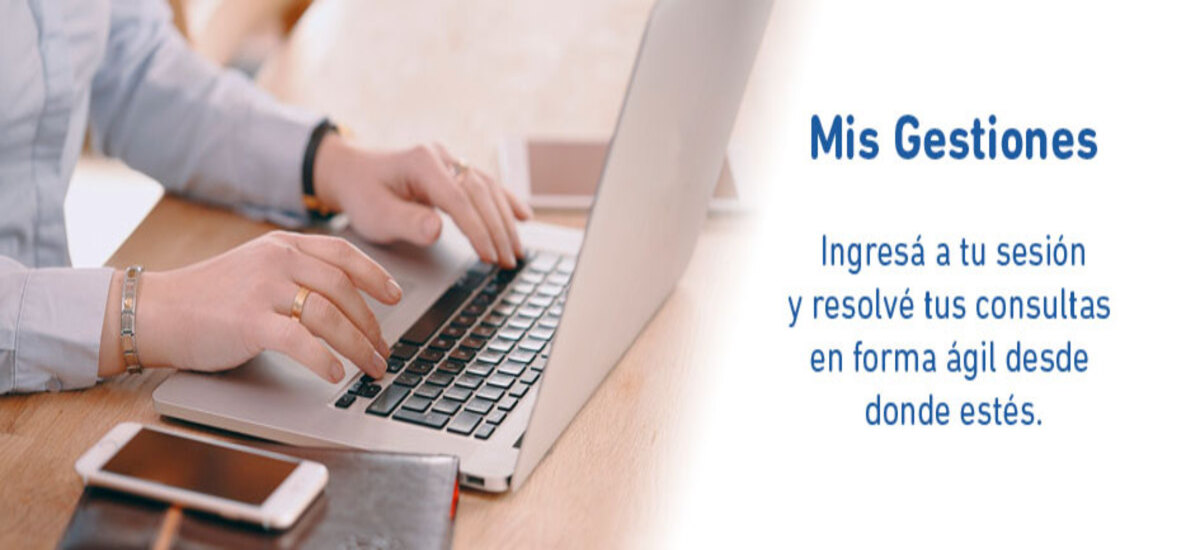 Mis Gestiones
Ingresá a tu sesión
y resolvé tus consultas
en forma ágil desde
donde estés.